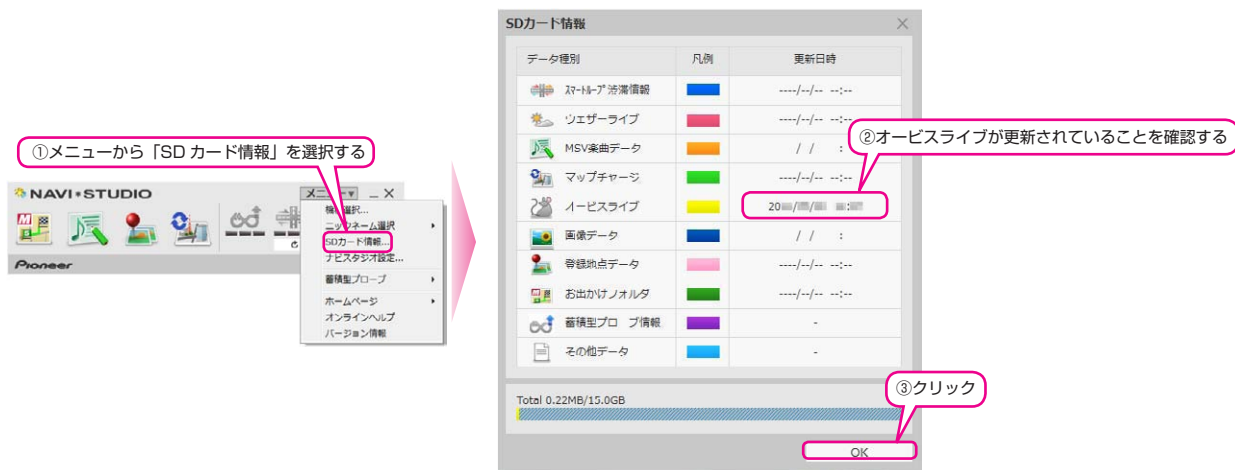 ①メニューから「SD カード情報」を選択する
NAVI*STUDIO
メニュー▼
機種選択...
ニックネーム選択
SDカード情報...
ナビスタジオ設定...
蓄積型プローブ
ホームページ
オンラインヘルプ
バージョン情報
Pioneer
SDカード情報
データ種別 凡例 更新日時
スマートループ渋滞情報 ----/--/-- --:--
ウェザーライブ ----/--/-- --:--
②オービスライブが更新されていることを確認する
MSV楽曲データ / / :
マップチャージ ----/--/-- --:--
オービスライブ 20 / / :
画像データ / / :
登録地点データ ----/--/-- --:--
お出かけフォルダ ----/--/-- --:--
蓄積型プロ ブ情報 -
その他データ -
③クリック
Total 0.22MB/15.0GB
OK